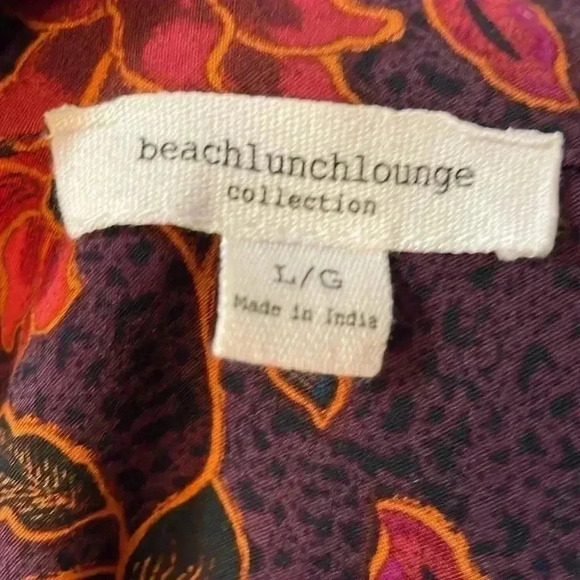 beachlunchlounge
collection
L/G
Made in India